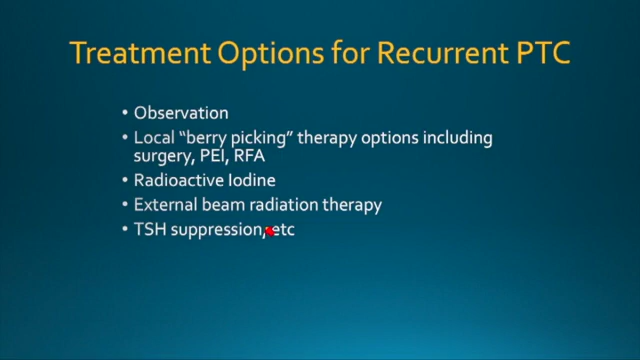 Treatment Options for Recurrent PTC
• Observation
• Local “berry picking” therapy options including
surgery, PEI, RFA
• Radioactive Iodine
• External beam radiation therapy
• TSH suppression, etc